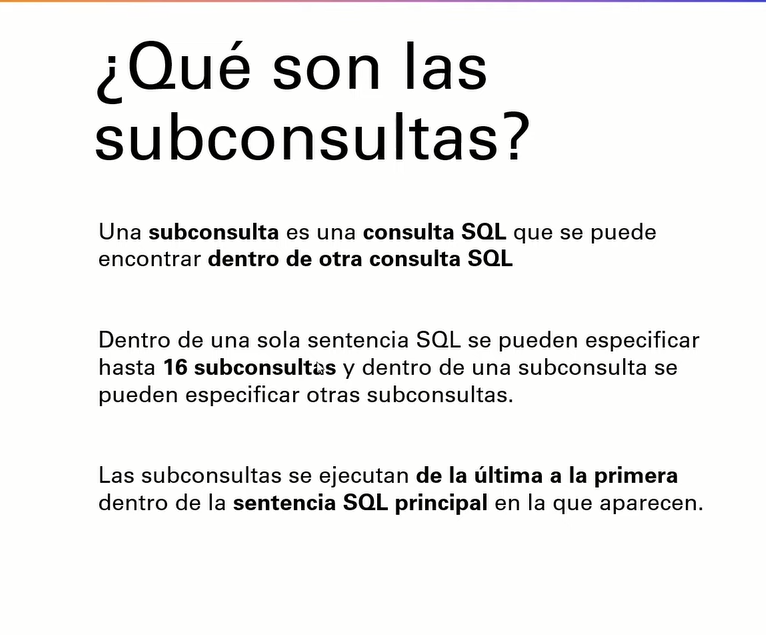 ¿Qué son las
subconsultas?
Una subconsulta es una consulta SQL que se puede
encontrar dentro de otra consulta SQL
Dentro de una sola sentencia SQL se pueden especificar
hasta 16 subconsultas y dentro de una subconsulta se
pueden especificar otras subconsultas.
Las subconsultas se ejecutan de la última a la primera
dentro de la sentencia SQL principal en la que aparecen.